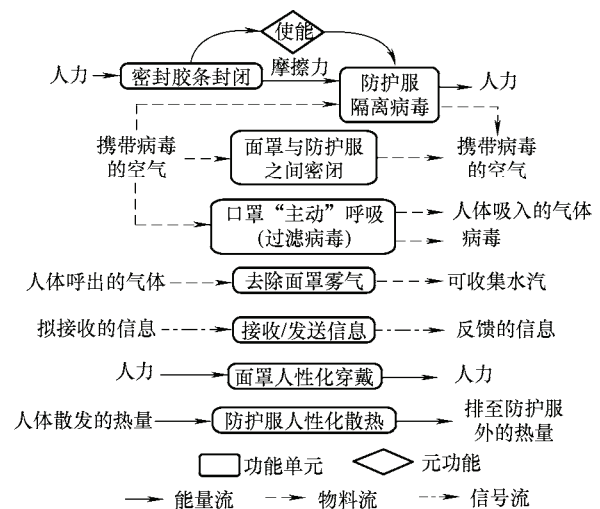 使能
人力
密封胶条封闭
摩擦力
防护服
隔离病毒
人力
携带病毒
的空气
面罩与防护服
之间密闭
携带病毒
的空气
口罩“主动”呼吸
(过滤病毒)
人体吸入的气体
病毒
人体呼出的气体
去除面罩雾气
可收集水汽
拟接收的信息
接收/发送信息
反馈的信息
人力
面罩人性化穿戴
人力
人体散发的热量
防护服人性化散热
排至防护服
外的热量
功能单元
元功能
能量流
物料流
信号流